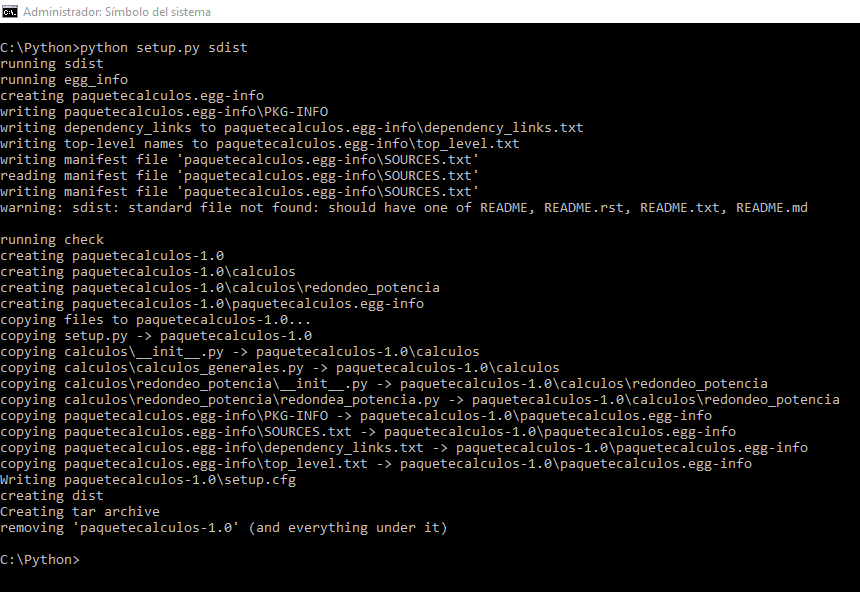 Administrador: Símbolo del sistema
C:\Python>python setup.py sdist
running sdist
running egg_info
creating paquetecalculos.egg-info
writing paquetecalculos.egg-info\PKG-INFO
writing dependency_links to paquetecalculos.egg-info\dependency_links.txt
writing top-level names to paquetecalculos.egg-info\top_level.txt
writing manifest file 'paquetecalculos.egg-info\SOURCES.txt'
reading manifest file 'paquetecalculos.egg-info\SOURCES.txt'
writing manifest file 'paquetecalculos.egg-info\SOURCES.txt'
warning: sdist: standard file not found: should have one of README, README.rst, README.txt, README.md
running check
creating paquetecalculos-1.0
creating paquetecalculos-1.0\calculos
creating paquetecalculos-1.0\calculos\redondeo_potencia
creating paquetecalculos-1.0\paquetecalculos.egg-info
copying files to paquetecalculos-1.0...
copying setup.py -> paquetecalculos-1.0
copying calculos\__init__.py -> paquetecalculos-1.0\calculos
copying calculos\calculos_generales.py -> paquetecalculos-1.0\calculos
copying calculos\redondeo_potencia\__init__.py -> paquetecalculos-1.0\calculos\redondeo_potencia
copying calculos\redondeo_potencia\redondea_potencia.py -> paquetecalculos-1.0\calculos\redondeo_potencia
copying paquetecalculos.egg-info\PKG-INFO -> paquetecalculos-1.0\paquetecalculos.egg-info
copying paquetecalculos.egg-info\SOURCES.txt -> paquetecalculos-1.0\paquetecalculos.egg-info
copying paquetecalculos.egg-info\dependency_links.txt -> paquetecalculos-1.0\paquetecalculos.egg-info
copying paquetecalculos.egg-info\top_level.txt -> paquetecalculos-1.0\paquetecalculos.egg-info
Writing paquetecalculos-1.0\setup.cfg
creating dist
Creating tar archive
removing 'paquetecalculos-1.0' (and everything under it)
C:\Python>